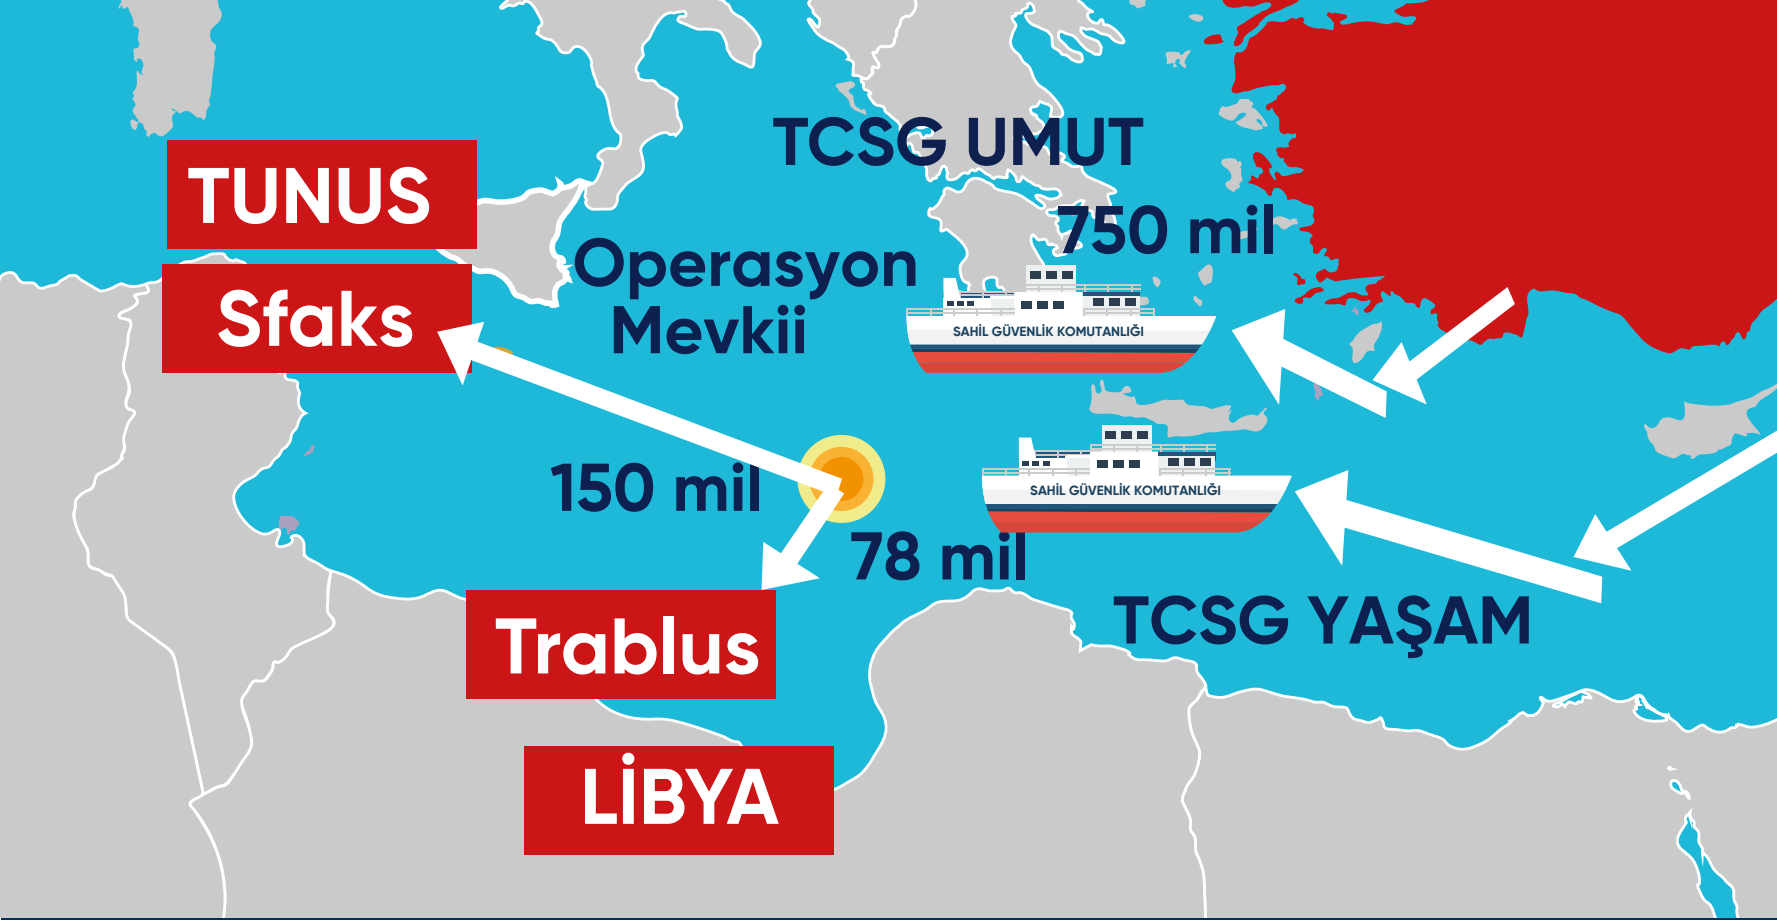 TCSG UMUT
TUNUS
750 mil
Operasyon
Mevkii
Sfaks
SAHİL GÜVENLİK KOMUTANLIĞI
150 mil
SAHİL GÜVENLİK KOMUTANLIĞI
78 mil
TCSG YAŞAM
Trablus
LİBYA